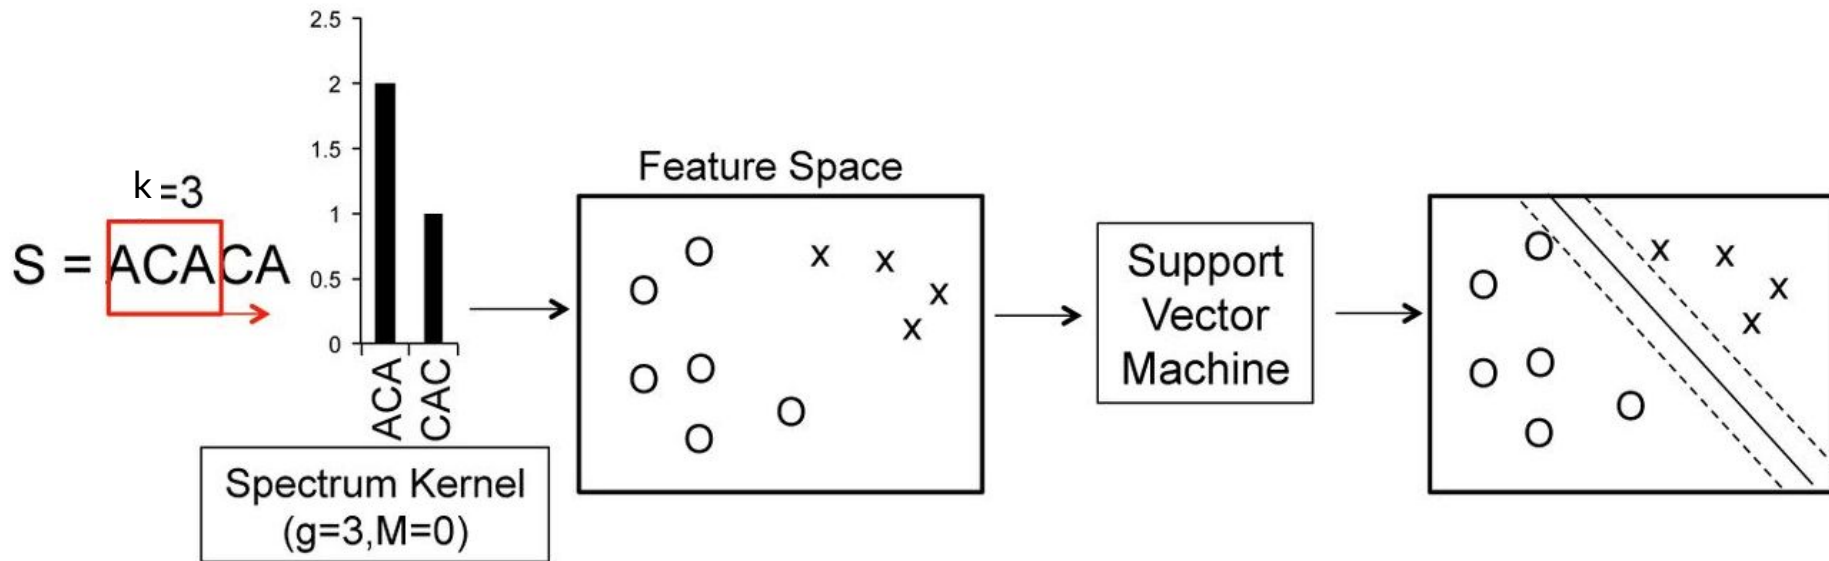 k=3
S = ACACA
2.5
2
1.5
1
0.5
0
ACA
CAC
Spectrum Kernel
(g=3,M=0)
Feature Space
O
x
x
O
x
x
O
O
O
O
Support
Vector
Machine
O
x
x
O
x
x
O
O
O
O